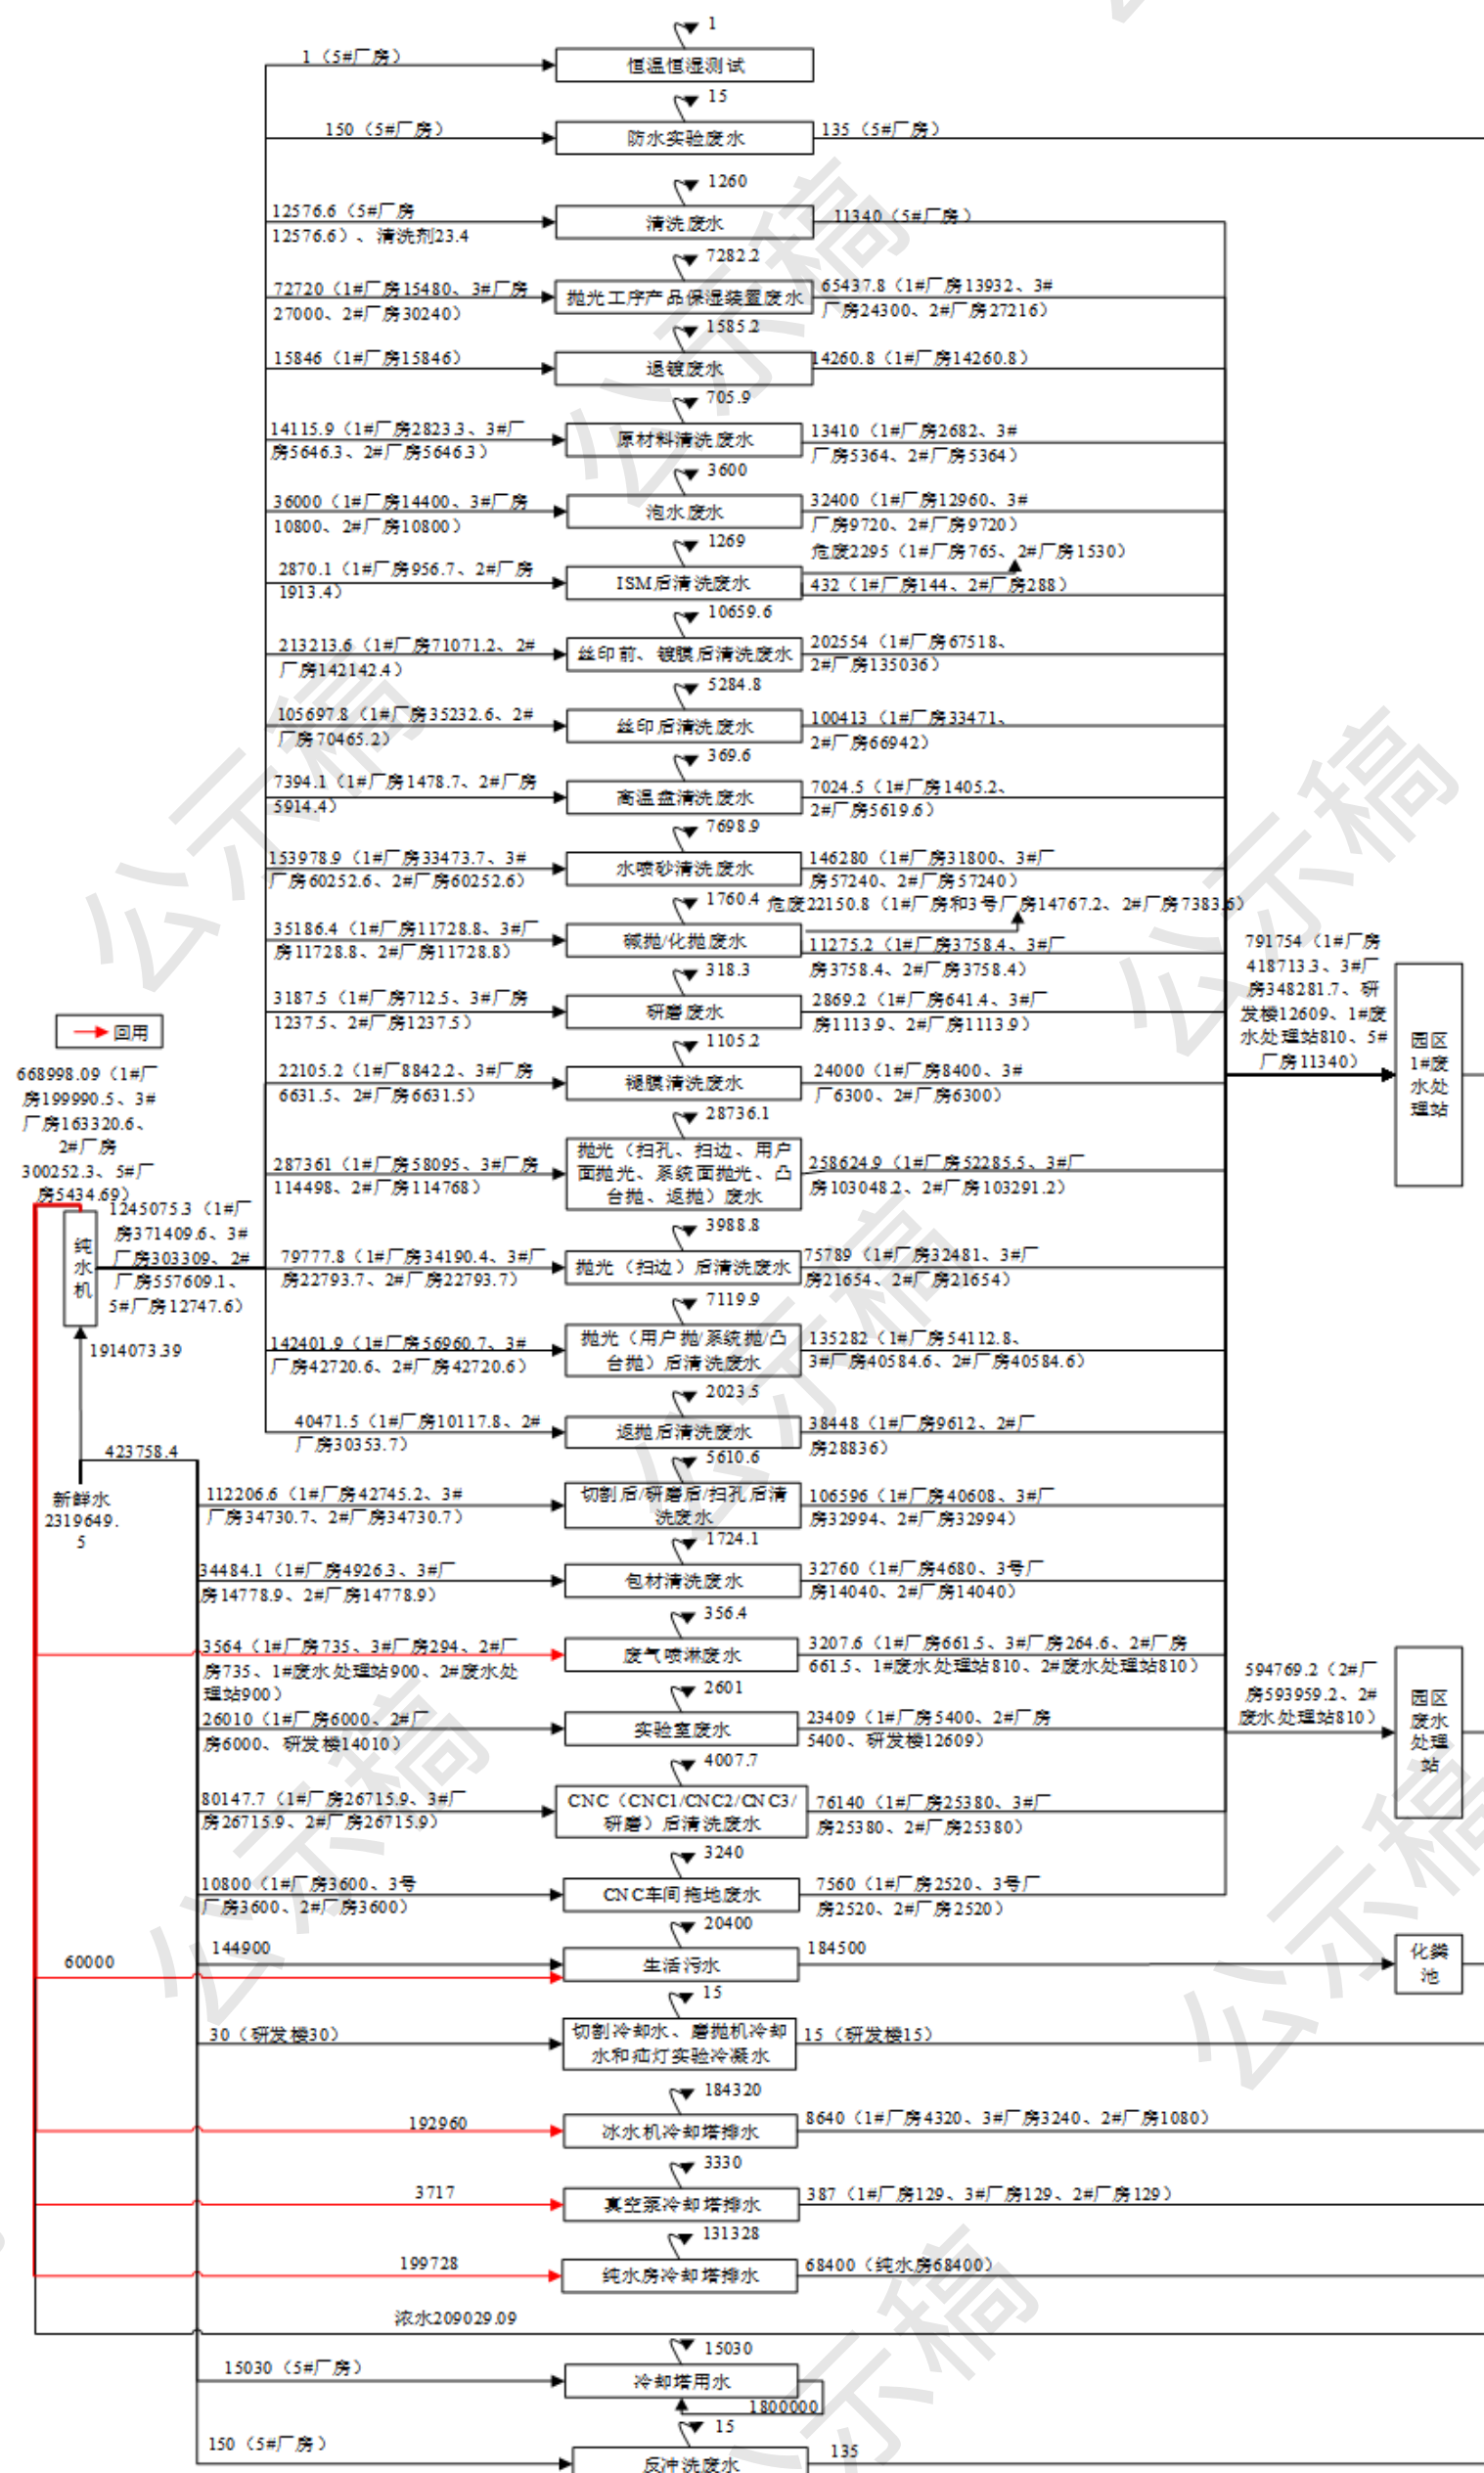 1
1（5#厂房）
恒温恒湿测试
15
150（5#厂房）
防水实验废水
135（5#厂房）
1260
12576.6（5#厂房
12576.6）、清洗剂23.4
清洗废水
11340（5#厂房）
7282.2
72720（1#厂房15480、3#厂房
27000、2#厂房30240）
抛光工序产品保湿装置废水
65437.8（1#厂房13932、3#
厂房24300、2#厂房27216）
1585.2
15846（1#厂房15846）
退镀废水
14260.8（1#厂房14260.8）
705.9
14115.9（1#厂房2823.3、3#厂
房5646.3、2#厂房5646.3）
原材料清洗废水
13410（1#厂房2682、3#
厂房5364、2#厂房5364）
3600
36000（1#厂房14400、3#厂房
10800、2#厂房10800）
泡水废水
32400（1#厂房12960、3#
厂房9720、2#厂房9720）
1269
2870.1（1#厂房956.7、2#厂房
1913.4）
ISM后清洗废水
危废2295（1#厂房765、2#厂房1530）
432（1#厂房144、2#厂房288）
10659.6
213213.6（1#厂房71071.2、2#
厂房142142.4）
丝印前、镀膜后清洗废水
202554（1#厂房67518、
2#厂房135036）
5284.8
105697.8（1#厂房35232.6、2#
厂房70465.2）
丝印后清洗废水
100413（1#厂房33471、
2#厂房66942）
369.6
7394.1（1#厂房1478.7、2#厂房
5914.4）
高温盘清洗废水
7024.5（1#厂房1405.2、
2#厂房5619.6）
7698.9
153978.9（1#厂房33473.7、3#
厂房60252.6、2#厂房60252.6）
水喷砂清洗废水
146280（1#厂房31800、3#厂
房57240、2#厂房57240）
1760.4
危废22150.8（1#厂房和3号厂房14767.2、2#厂房7383.6）
35186.4（1#厂房11728.8、3#厂
房11728.8、2#厂房11728.8）
碱抛/化抛废水
11275.2（1#厂房3758.4、3#厂
房3758.4、2#厂房3758.4）
318.3
3187.5（1#厂房712.5、3#厂房
1237.5、2#厂房1237.5）
研磨废水
2869.2（1#厂房641.4、3#厂
房1113.9、2#厂房1113.9）
791754（1#厂房
418713.3、3#厂
房348281.7、研
发楼12609、1#废
水处理站810、5#
厂房11340）
园区
1#废
水处
理站
回用
1105.2
22105.2（1#厂8842.2、3#厂房
6631.5、2#厂房6631.5）
褪膜清洗废水
24000（1#厂房8400、3#
厂6300、2#厂房6300）
668998.09（1#厂
房199990.5、3#
厂房163320.6、
2#厂房
300252.3、5#厂
房5434.69）
28736.1
287361（1#厂房58095、3#厂房
114498、2#厂房114768）
抛光（扫孔、扫边、用户
面抛光、系统面抛光、凸
台抛、返抛）废水
258624.9（1#厂房52285.5、3#厂
房103048.2、2#厂房103291.2）
纯
水
机
1245075.3（1#厂
房371409.6、3#
厂房303309、2#
厂房557609.1、
5#厂房12747.6）
3988.8
79777.8（1#厂房34190.4、3#厂
房22793.7、2#厂房22793.7）
抛光（扫边）后清洗废水
75789（1#厂房32481、3#厂
房21654、2#厂房21654）
7119.9
1914073.39
142401.9（1#厂房56960.7、3#
厂房42720.6、2#厂房42720.6）
抛光（用户抛/系统抛/凸
台抛）后清洗废水
135282（1#厂房54112.8、
3#厂房40584.6、2#厂房40584.6）
2023.5
40471.5（1#厂房10117.8、2#
厂房30353.7）
返抛后清洗废水
38448（1#厂房9612、2#厂
房28836）
423758.4
新鲜水
2319649.
5
5610.6
112206.6（1#厂房42745.2、3#
厂房34730.7、2#厂房34730.7）
切割后/研磨后/扫孔后清
洗废水
106596（1#厂房40608、3#厂
房32994、2#厂房32994）
1724.1
34484.1（1#厂房4926.3、3#厂
房14778.9、2#厂房14778.9）
包材清洗废水
32760（1#厂房4680、3号厂
房14040、2#厂房14040）
356.4
3564（1#厂房735、3#厂房294、2#厂
房735、1#废水处理站900、2#废水处
理站900）
废气喷淋废水
3207.6（1#厂房661.5、3#厂房264.6、2#厂房
661.5、1#废水处理站810、2#废水处理站810）
594769.2（2#厂
房593959.2、2#
废水处理站810）
园区
废水
处理
站
2601
26010（1#厂房6000、2#厂
房6000、研发楼14010）
实验室废水
23409（1#厂房5400、2#厂房
5400、研发楼12609）
4007.7
80147.7（1#厂房26715.9、3#厂
房26715.9、2#厂房26715.9）
CNC（CNC1/CNC2/CNC3/
研磨）后清洗废水
76140（1#厂房25380、3#厂
房25380、2#厂房25380）
3240
10800（1#厂房3600、3号
厂房3600、2#厂房3600）
CNC车间拖地废水
7560（1#厂房2520、3号厂
房2520、2#厂房2520）
20400
144900
60000
生活污水
184500
化粪
池
15
30（研发楼30）
切割冷却水、磨抛机冷却
水和疝灯实验冷凝水
15（研发楼15）
184320
192960
冰水机冷却塔排水
8640（1#厂房4320、3#厂房3240、2#厂房1080）
3330
3717
真空泵冷却塔排水
387（1#厂房129、3#厂房129、2#厂房129）
131328
199728
纯水房冷却塔排水
68400（纯水房68400）
浓水209029.09
15030
15030（5#厂房）
冷却塔用水
1800000
15
150（5#厂房）
反冲洗废水
135
公示稿
公示稿
公示稿
公示稿
公示稿
公示稿
公示稿